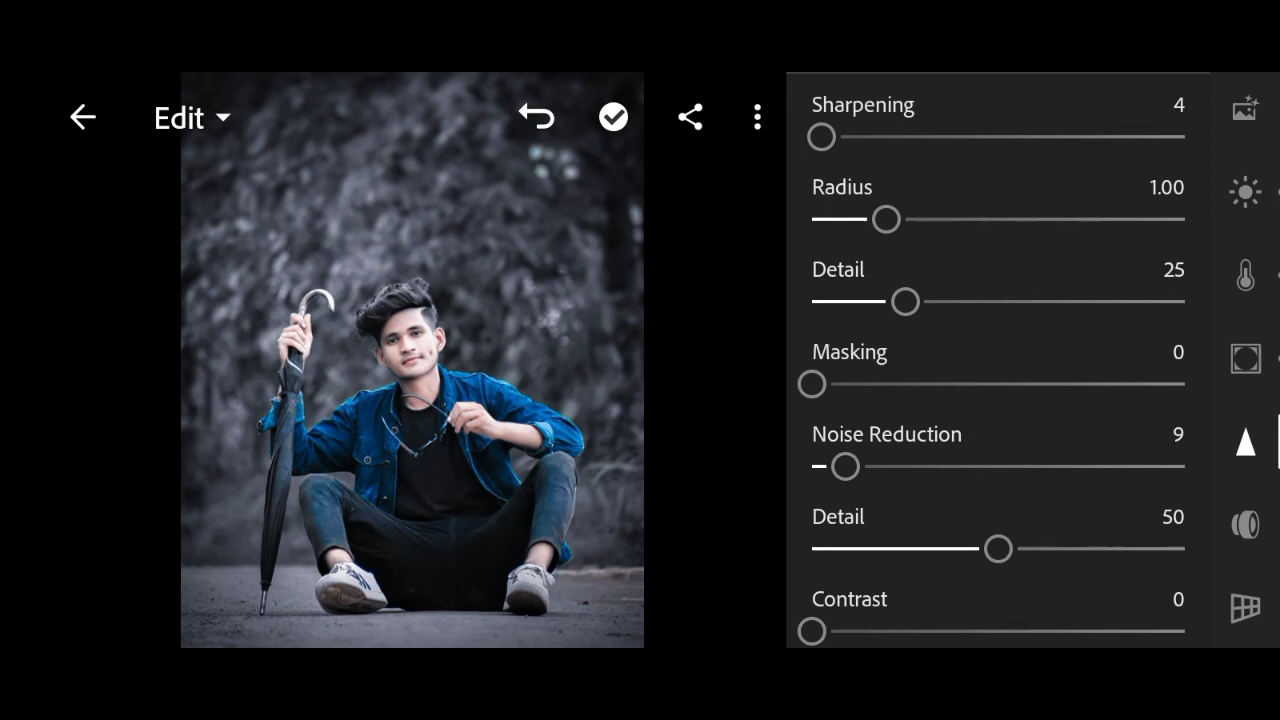 Edit
Sharpening 4
Radius 1.00
Detail 25
Masking 0
Noise Reduction 9
Detail 50
Contrast 0